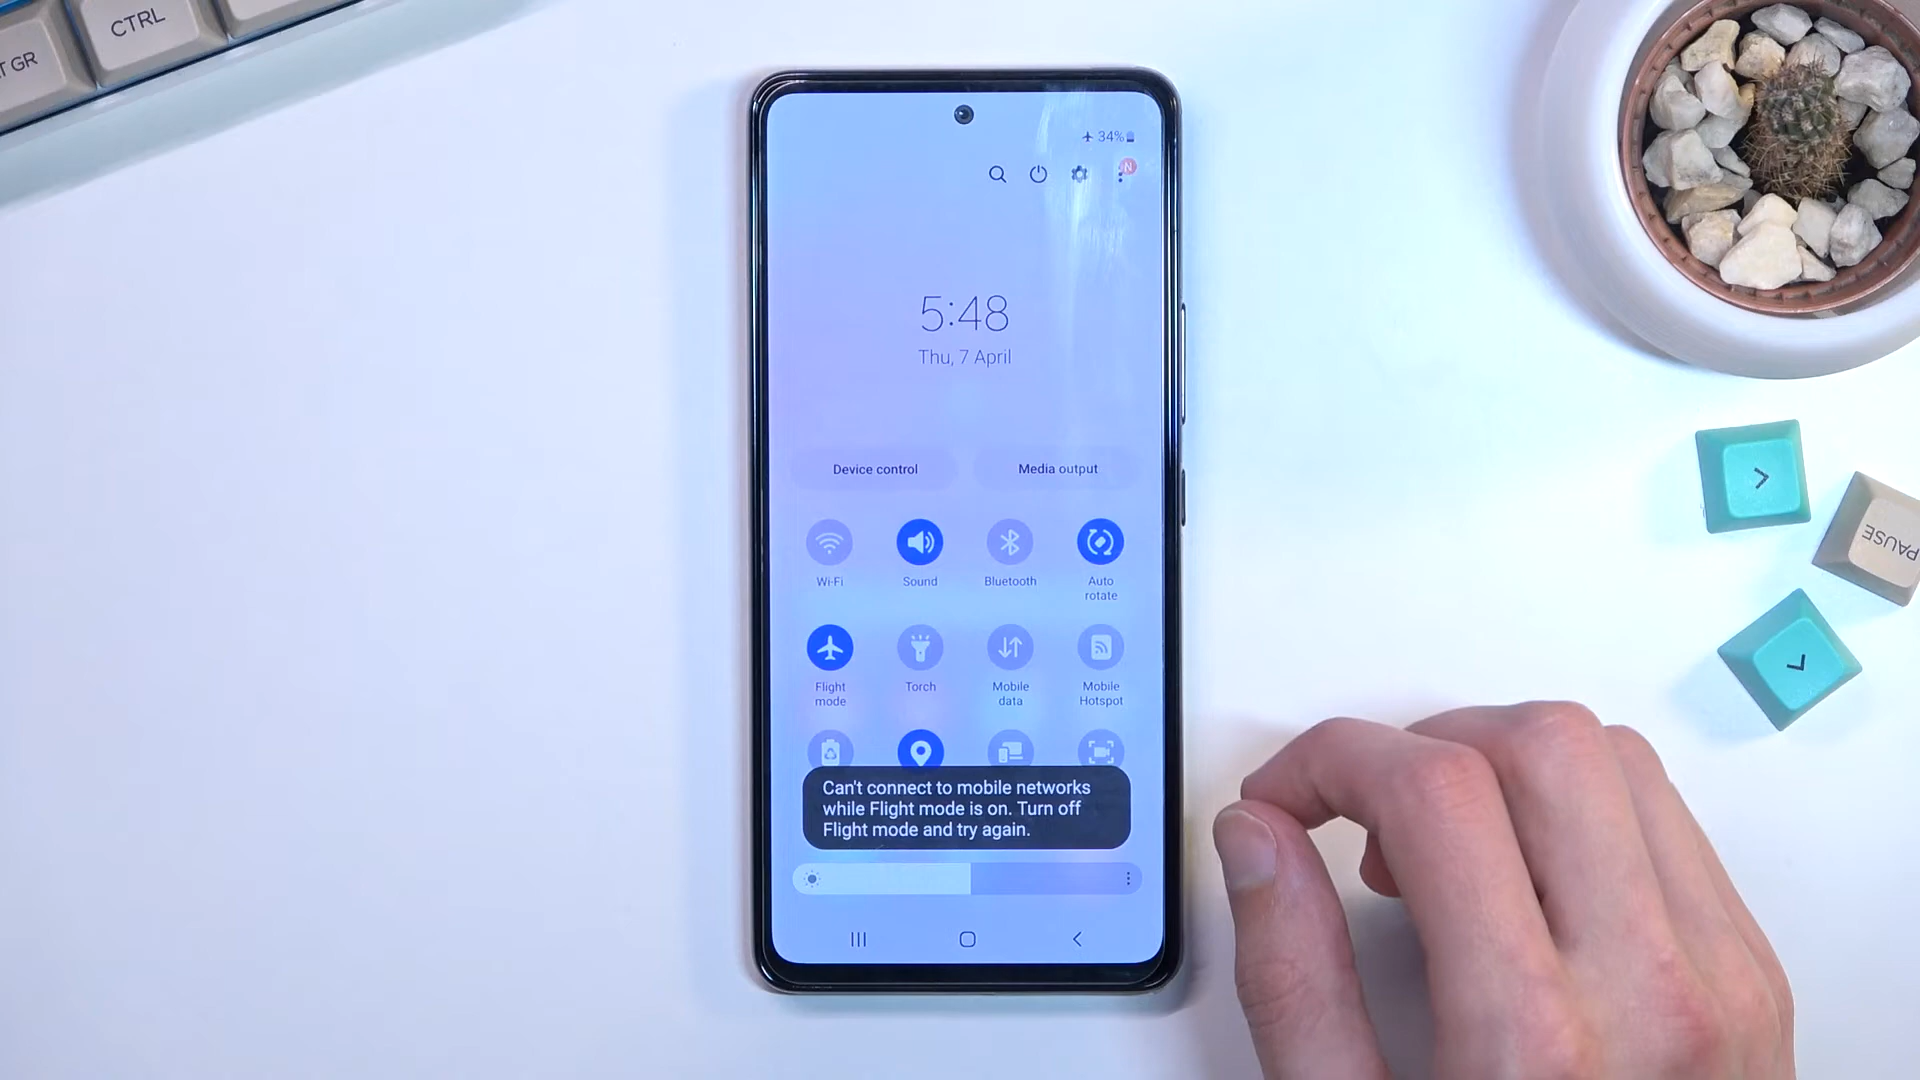 CTRL
T GR
34%
N
5:48
Thu, 7 April
Device control
Media output
Wi-Fi
Sound
Bluetooth
Auto
rotate
Flight
mode
Torch
Mobile
data
Mobile
Hotspot
Can't connect to mobile networks
while Flight mode is on. Turn off
Flight mode and try again.
>
PAUSE
>